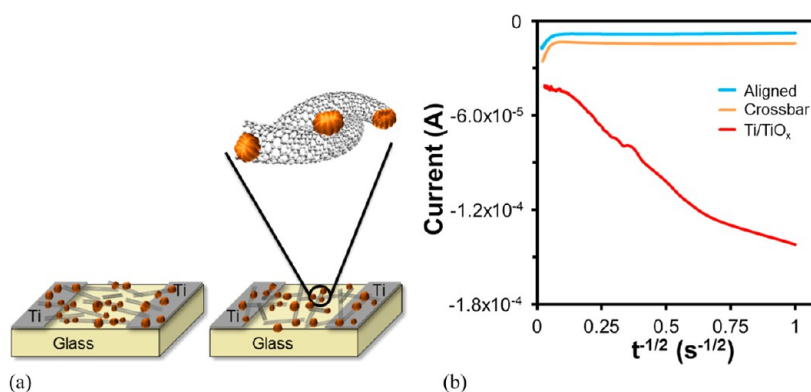 Ti
Ti
Glass
Ti
Ti
Glass
(a)
0
-6.0x10⁻⁵
-1.2x10⁻⁴
-1.8x10⁻⁴
Current (A)
Aligned
Crossbar
Ti/TiOₓ
0
0.25
0.5
0.75
1
t⁻¹/² (s⁻¹/²)
(b)